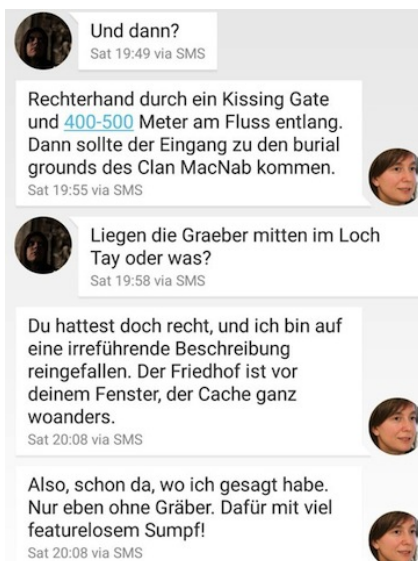 Und dann?
Sat 19:49 via SMS
Rechterhand durch ein Kissing Gate
und 400-500 Meter am Fluss entlang.
Dann sollte der Eingang zu den burial
grounds des Clan MacNab kommen.
Sat 19:55 via SMS
Liegen die Graeber mitten im Loch
Tay oder was?
Sat 19:58 via SMS
Du hattest doch recht, und ich bin auf
eine irreführende Beschreibung
reingefallen. Der Friedhof ist vor
deinem Fenster, der Cache ganz
woanders.
Sat 20:08 via SMS
Also, schon da, wo ich gesagt habe.
Nur eben ohne Gräber. Dafür mit viel
featurelosem Sumpf!
Sat 20:08 via SMS